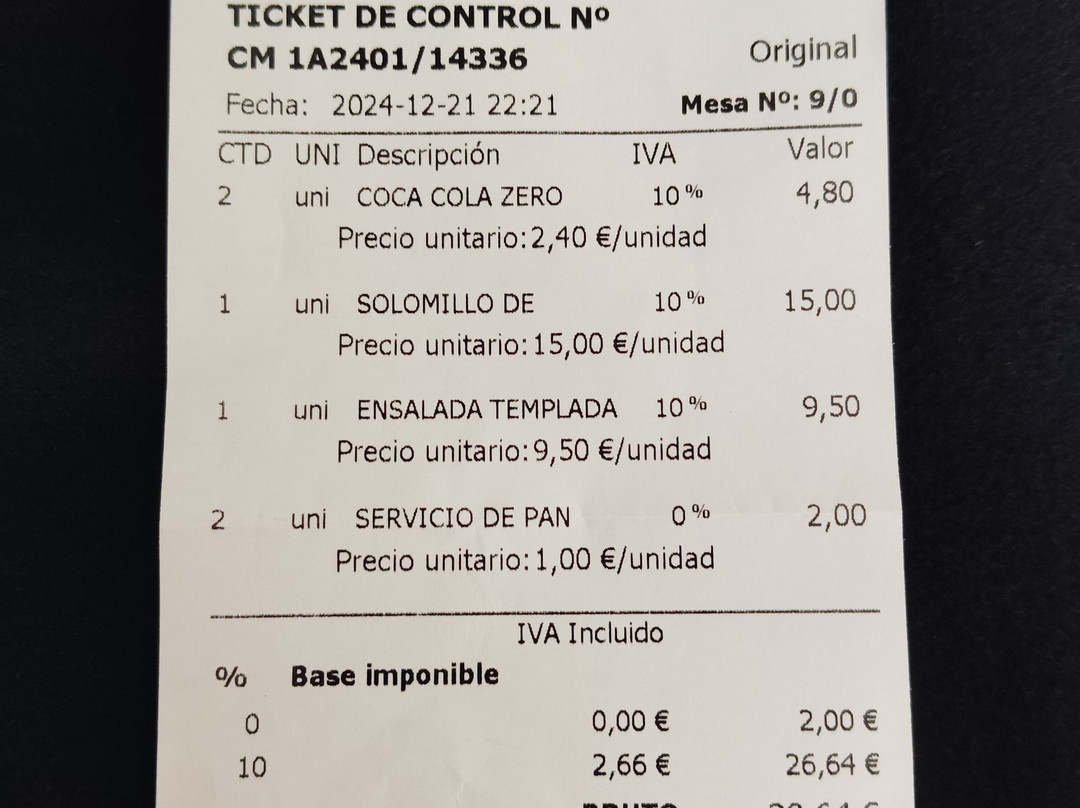 TICKET DE CONTROL Nº
CM 1A2401/14336 Original
Fecha: 2024-12-21 22:21 Mesa Nº: 9/0
CTD UNI Descripción IVA Valor
2 uni COCA COLA ZERO 10% 4,80
Precio unitario:2,40 €/unidad
1 uni SOLOMILLO DE 10% 15,00
Precio unitario:15,00 €/unidad
1 uni ENSALADA TEMPLADA 10% 9,50
Precio unitario:9,50 €/unidad
2 uni SERVICIO DE PAN 0% 2,00
Precio unitario:1,00 €/unidad
IVA Incluido
% Base imponible
0 0,00 € 2,00 €
10 2,66 € 26,64 €